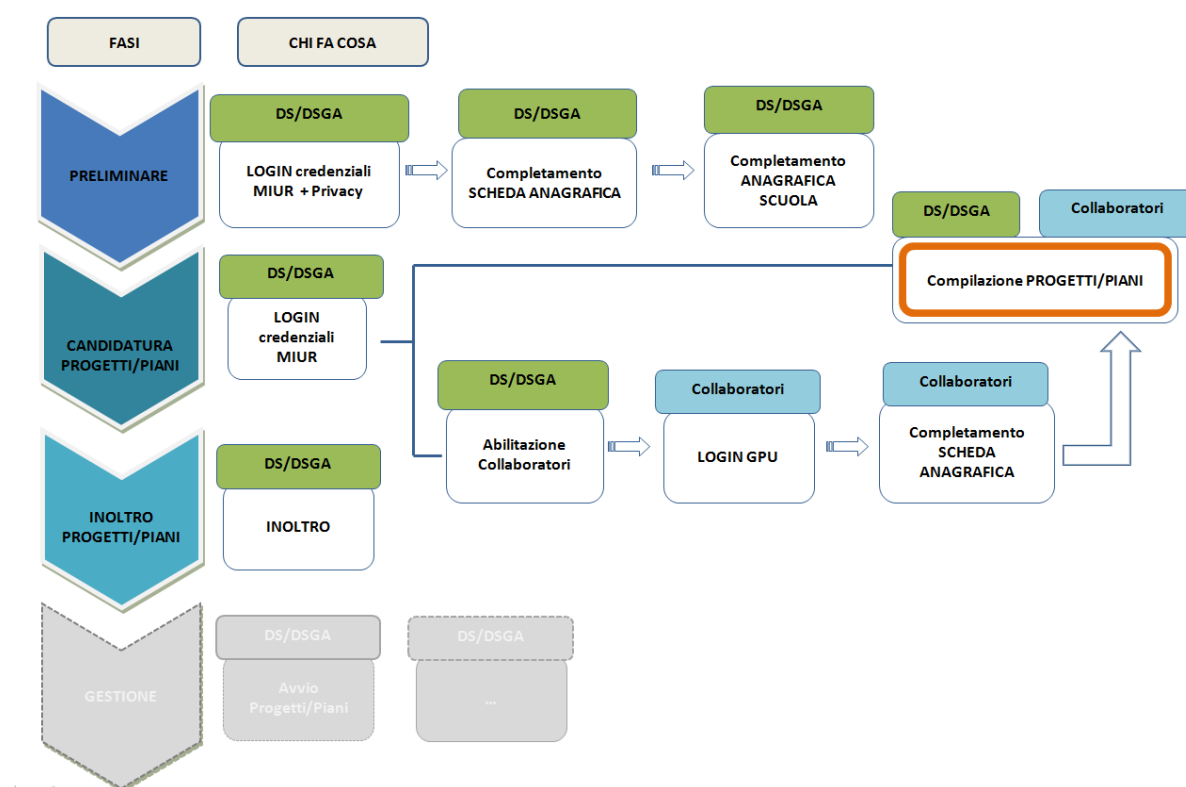 FASI
CHI FA COSA
PRELIMINARE
DS/DSGA
LOGIN credenziali
MIUR + Privacy
DS/DSGA
Completamento
SCHEDA ANAGRAFICA
DS/DSGA
Completamento
ANAGRAFICA
SCUOLA
DS/DSGA
Collaboratori
Compilazione PROGETTI/PIANI
CANDIDATURA
PROGETTI/PIANI
DS/DSGA
LOGIN
credenziali
MIUR
DS/DSGA
Abilitazione
Collaboratori
Collaboratori
LOGIN GPU
Collaboratori
Completamento
SCHEDA
ANAGRAFICA
INOLTRO
PROGETTI/PIANI
DS/DSGA
INOLTRO
GESTIONE
DS/DSGA
Avvio
Progetti/Piani
DS/DSGA
...